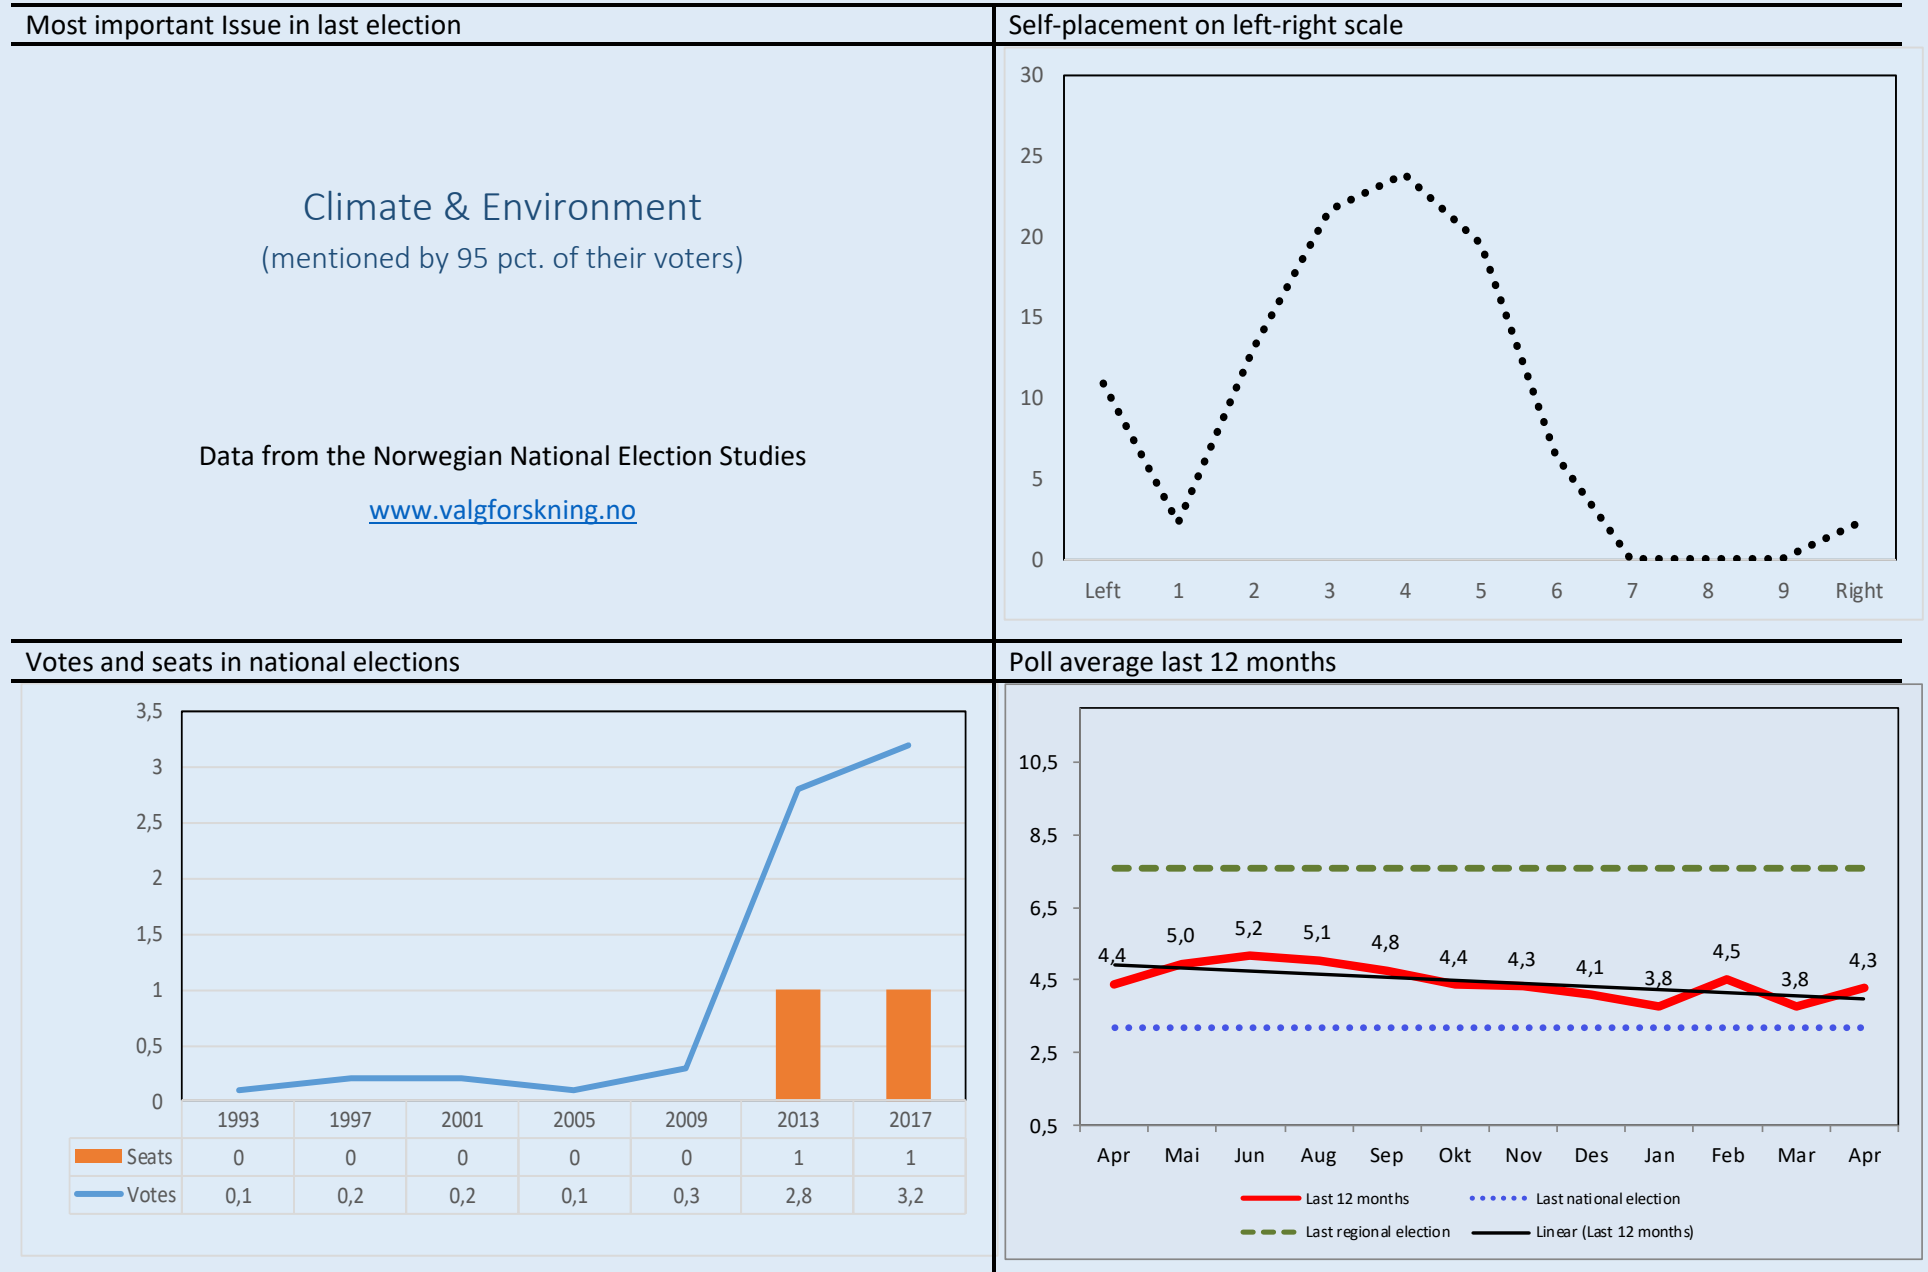 Most important Issue in last election
Climate & Environment
(mentioned by 95 pct. of their voters)
Data from the Norwegian National Election Studies
www.valgforskning.no
Self-placement on left-right scale
30
25
20
15
10
5
0
Left 1 2 3 4 5 6 7 8 9 Right
Votes and seats in national elections
3,5
3
2,5
2
1,5
1
0,5
0
1993 1997 2001 2005 2009 2013 2017
Seats 0 0 0 0 0 1 1
Votes 0,1 0,2 0,2 0,1 0,3 2,8 3,2
Poll average last 12 months
10,5
8,5
6,5
4,5
2,5
0,5
4,4 5,0 5,2 5,1 4,8 4,4 4,3 4,1 3,8 4,5 3,8 4,3
Apr Mai Jun Aug Sep Okt Nov Des Jan Feb Mar Apr
Last 12 months Last national election
Last regional election Linear (Last 12 months)